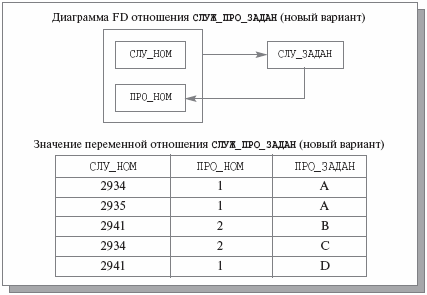 Диаграмма FD отношения СЛУЖ_ПРО_ЗАДАН (новый вариант)
СЛУ_НОМ СЛУ_ЗАДАН
ПРО_НОМ
Значение переменной отношения СЛУЖ_ПРО_ЗАДАН (новый вариант)
СЛУ_НОМ ПРО_НОМ ПРО_ЗАДАН
2934 1 A
2935 1 A
2941 2 B
2934 2 C
2941 1 D